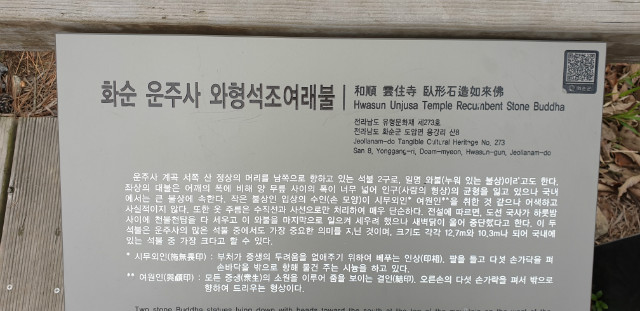 화순 운주사 와형석조여래불
和順 雲住寺 臥形石造如來佛
Hwasun Unjusa Temple Recumbent Stone Buddha
전라남도 유형문화제 제273호
전라남도 화순군 도암면 용강리 산8
Jeollanam-do Tangible Cultural Heritage No. 273
San 8, Yonggang-ri, Doam-myeon, Hwasun-gun, Jeollanam-do
운주사 계곡 서쪽 산 정상의 머리를 남쪽으로 향하고 있는 석불 2구로, 일명 와불(누워 있는 불상)이라고도 한다.
좌상의 대불은 어깨의 폭에 비해 양 무릎 사이의 폭이 너무 넓어 인구(사람의 형상)의 균형을 잃고 있으나 국내
에서는 큰 불상에 속한다. 작은 불상인 입상의 수인(손 모양)이 시무외인* 여원인**을 취한 것 같으나 어색하고
사실적이지 않다. 또한 옷 주름은 수직선과 사선으로만 처리하여 매우 단순하다. 전설에 따르면, 도선 국사가 하룻밤
사이에 천불천탑을 다 세우고 이 와불을 마지막으로 일으켜 세우려 했으나 새벽닭이 울어 중단했다고 한다. 이 두
석불은 운주사의 많은 석불 중에서도 가장 중요한 의미를 지닌 것이며, 크기도 각각 12.7m와 10.3m나 되어 국내에
있는 석불 중 가장 크다고 할 수 있다.
* 시무외인(施無畏印) : 부처가 중생의 두려움을 없애주기 위하여 베푸는 인상(印相). 팔을 들고 다섯 손가락을 펴
손바닥을 밖으로 향해 물건 주는 시늉을 하고 있다.
** 여원인(與願印) : 모든 중생(衆生)의 소원을 이루어 줌을 보이는 결인(結印). 오른손의 다섯 손가락을 펴서 밖으로
향하여 드리우는 형상이다.
Two stone Buddha statues lying down with heads toward the south at the top of the